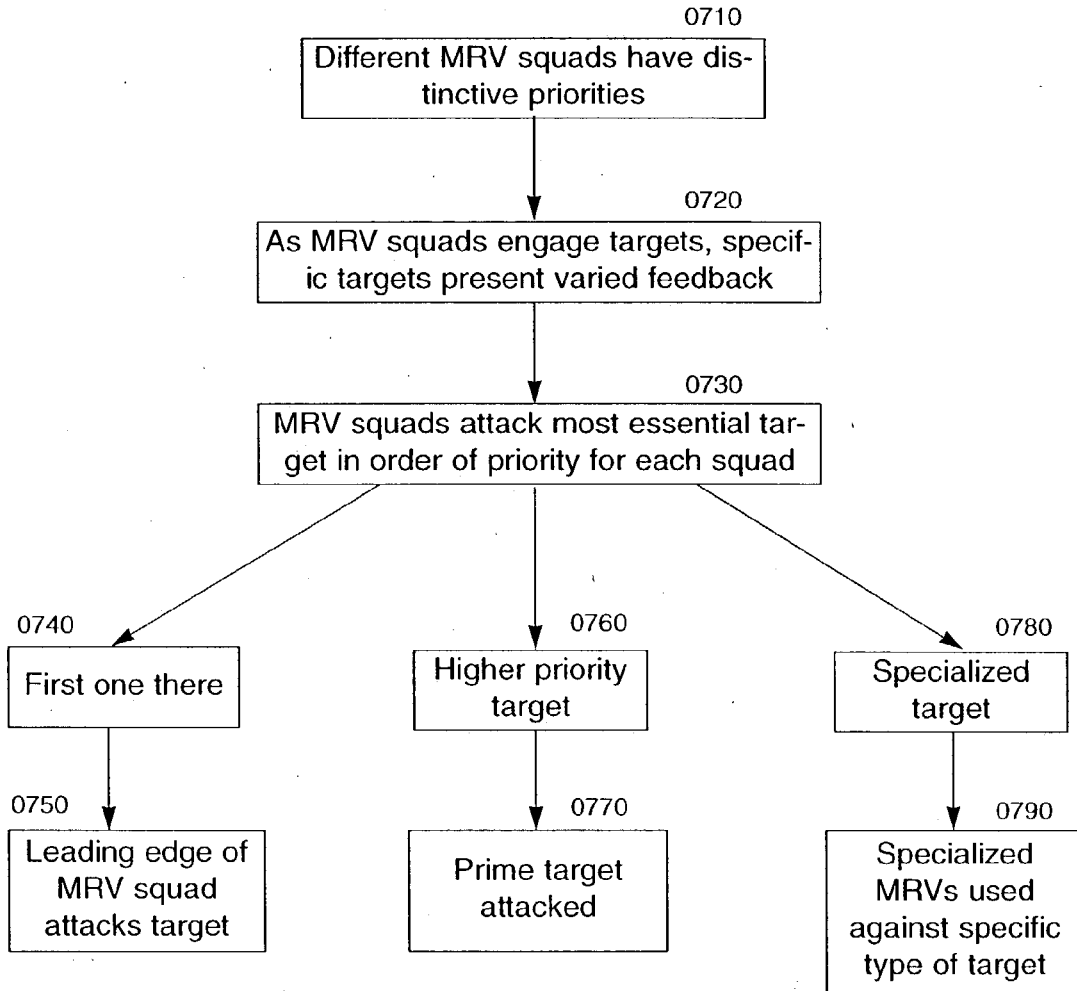 0710
Different MRV squads have dis-
tinctive priorities
0720
As MRV squads engage targets, specif-
ic targets present varied feedback
0730
MRV squads attack most essential tar-
get in order of priority for each squad
0740
First one there
0760
Higher priority
target
0780
Specialized
target
0750
Leading edge of
MRV squad
attacks target
0770
Prime target
attacked
0790
Specialized
MRVs used
against specific
type of target